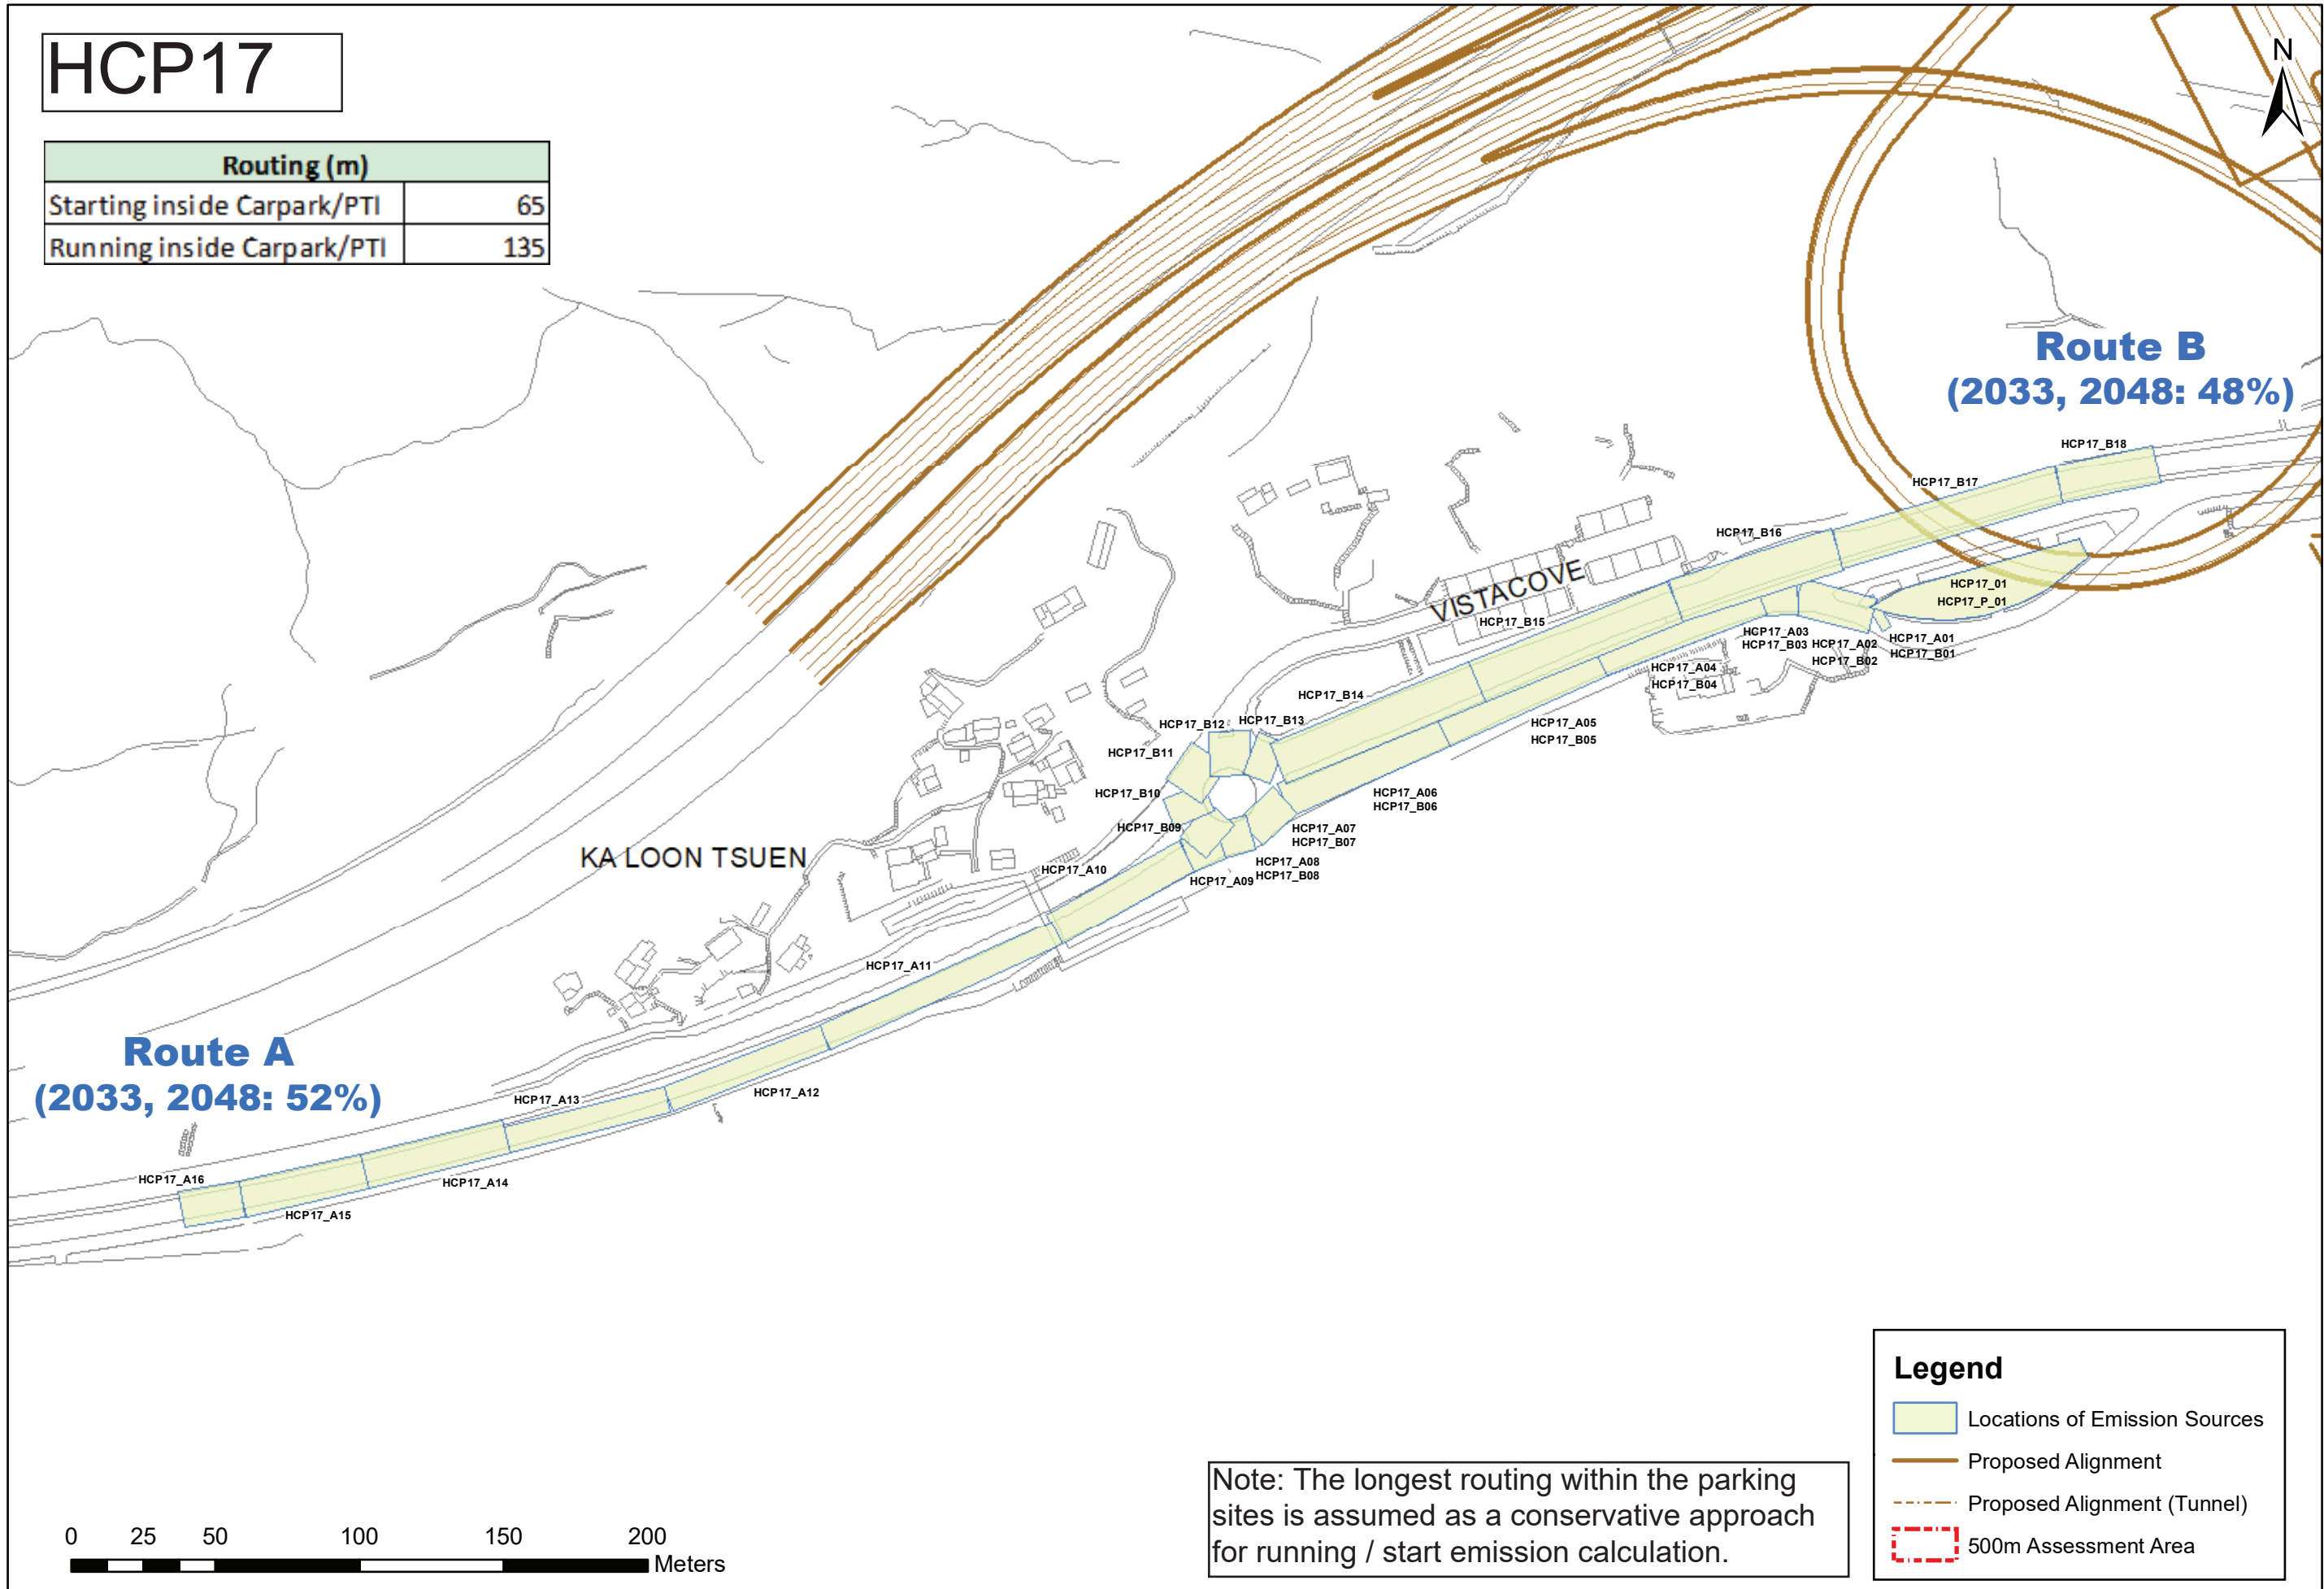 HCP17
N
Routing (m)
Starting inside Carpark/PTI 65
Running inside Carpark/PTI 135
Route B
(2033, 2048: 48%)
HCP17_B18
HCP17_B17
HCP17_B16
HCP17_01
HCP17_P_01
VISTACOVE
HCP17_B15
HCP17_A03
HCP17_B03
HCP17_A02
HCP17_B02
HCP17_A01
HCP17_B01
HCP17_A04
HCP17_B04
HCP17_B14
HCP17_B12
HCP17_B13
HCP17_A05
HCP17_B05
HCP17_B11
HCP17_B10
HCP17_A06
HCP17_B06
HCP17_B09
HCP17_A07
HCP17_B07
KA LOON TSUEN
HCP17_A10
HCP17_A08
HCP17_B08
HCP17_A09
HCP17_A11
Route A
(2033, 2048: 52%)
HCP17_A12
HCP17_A13
HCP17_A16
HCP17_A14
HCP17_A15
Legend
Locations of Emission Sources
Proposed Alignment
Proposed Alignment (Tunnel)
500m Assessment Area
Note: The longest routing within the parking
sites is assumed as a conservative approach
for running / start emission calculation.
0 25 50 100 150 200
Meters